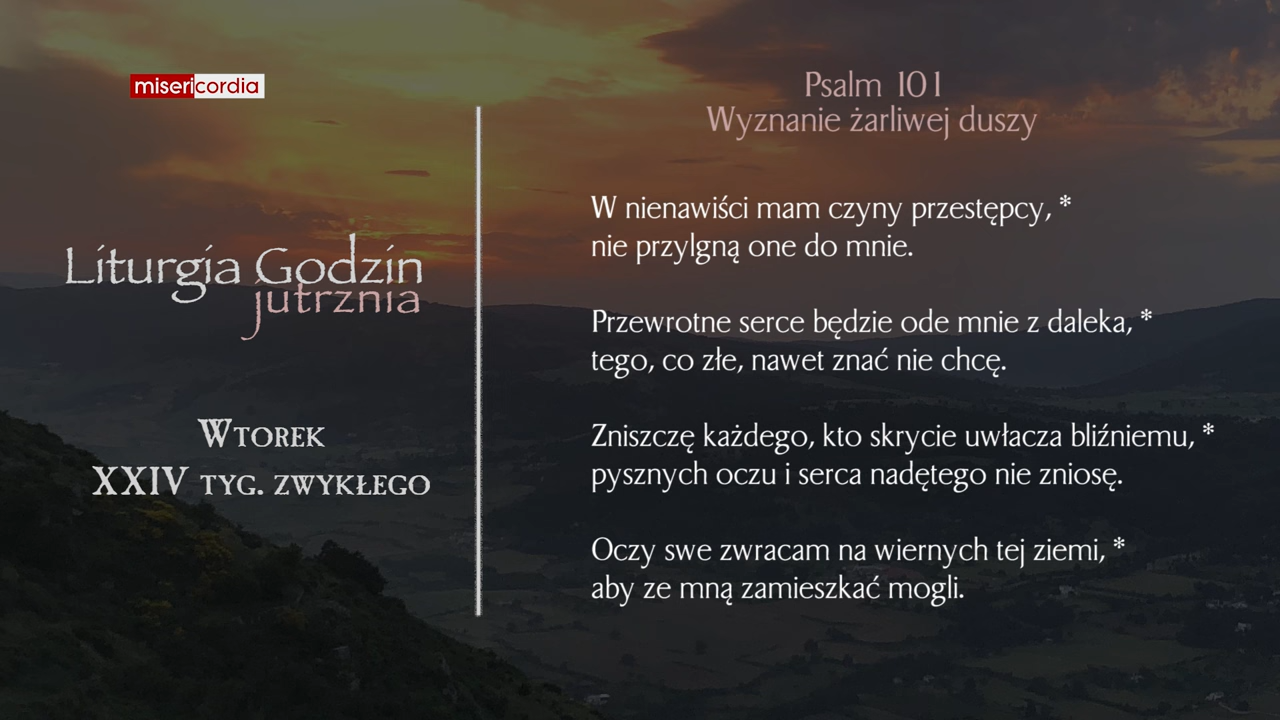 misericordia
Liturgia Godzin
jutrznia
Wtorek
XXIV tyg. zwykłego
Psalm 101
Wyznanie żarliwej duszy
W nienawiści mam czyny przestępcy, *
nie przylgną one do mnie.
Przewrotne serce będzie ode mnie z daleka, *
tego, co złe, nawet znać nie chcę.
Zniszczę każdego, kto skrycie uwłacza bliźniemu, *
pysznych oczu i serca nadętego nie zniosę.
Oczy swe zwracam na wiernych tej ziemi, *
aby ze mną zamieszkać mogli.